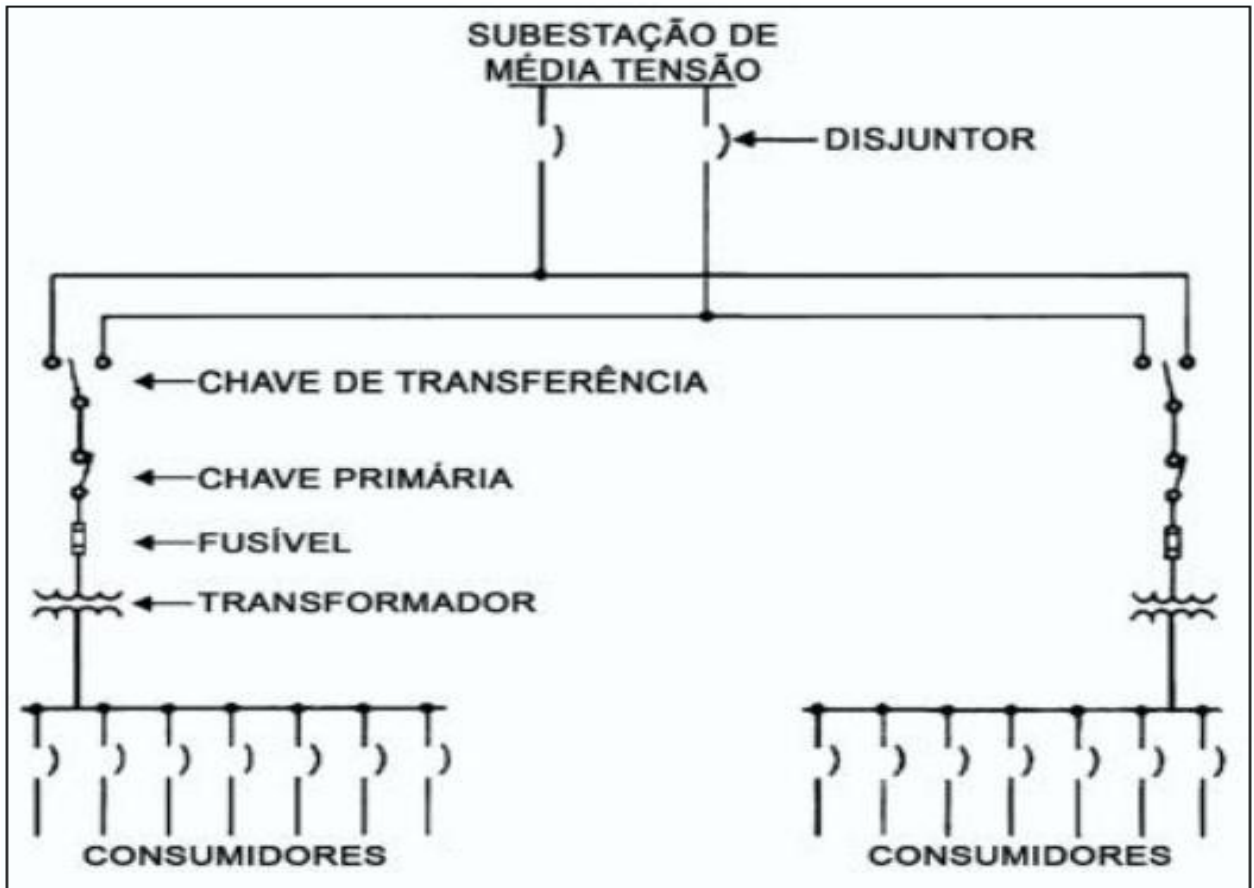 SUBESTAÇÃO DE
MÉDIA TENSÃO
DISJUNTOR
CHAVE DE TRANSFERÊNCIA
CHAVE PRIMÁRIA
FUSÍVEL
TRANSFORMADOR
CONSUMIDORES
CONSUMIDORES